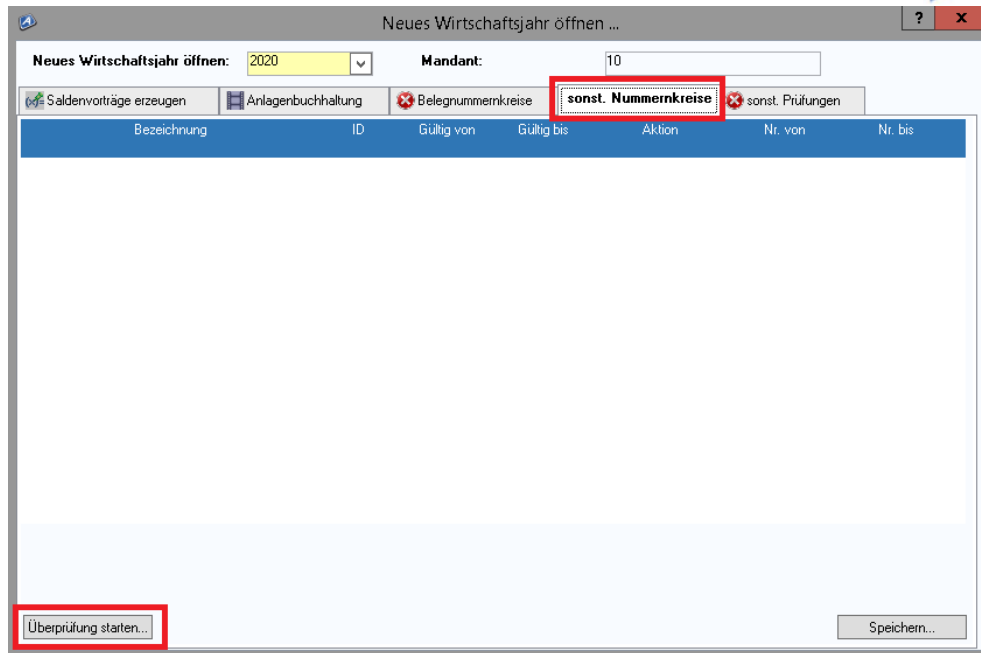 Neues Wirtschaftsjahr öffnen ...
? x
Neues Wirtschaftsjahr öffnen: 2020 Mandant: 10
Saldenvorträge erzeugen Anlagenbuchhaltung Belegnummernkreise sonst. Nummernkreise sonst. Prüfungen
Bezeichnung ID Gültig von Gültig bis Aktion Nr. von Nr. bis
Überprüfung starten... Speichern...